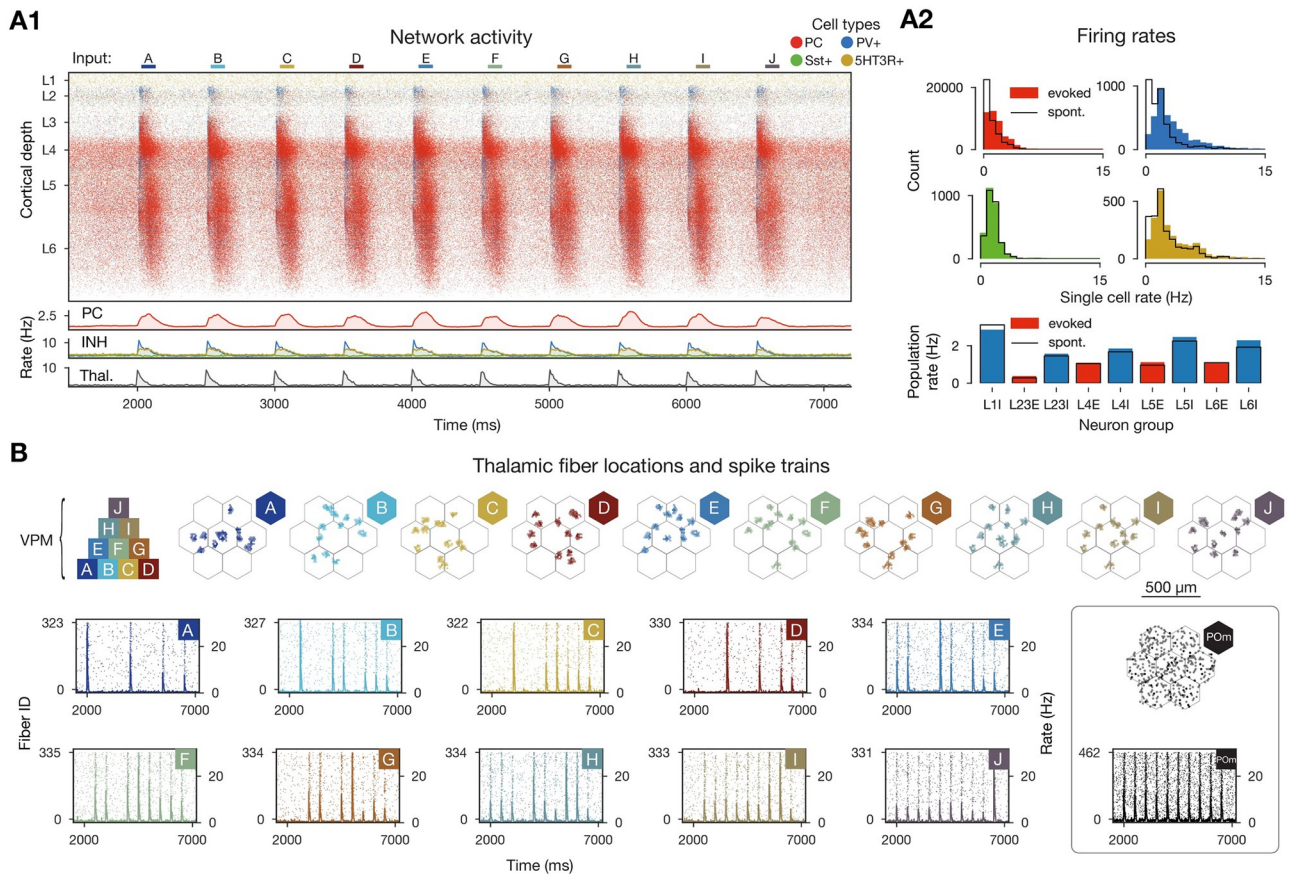 A1
Network activity
Input: A B C D E F G H I J
Cell types
PC PV+
Sst+ 5HT3R+
Cortical depth
L1
L2
L3
L4
L5
L6
Rate (Hz)
2.5 PC
10 INH
10 Thal.
2000 3000 4000 5000 6000 7000
Time (ms)
A2
Firing rates
Count
20000
0
0 15
evoked
spont.
1000
0
0 15
1000
0
0 15
500
0
0 15
Single cell rate (Hz)
Population
rate (Hz)
2
0
evoked
spont.
L1I L23E L23I L4E L4I L5E L5I L6E L6I
Neuron group
B
Thalamic fiber locations and spike trains
VPM
J
H I
E F G
A B C D
A B C D E F G H I J
500 µm
Fiber ID
323 0 A 20 0 2000 7000
327 0 B 20 0 2000 7000
322 0 C 20 0 2000 7000
330 0 D 20 0 2000 7000
334 0 E 20 0 2000 7000
Rate (Hz)
POm
335 0 F 20 0 2000 7000
334 0 G 20 0 2000 7000
334 0 H 20 0 2000 7000
333 0 I 20 0 2000 7000
331 0 J 20 0 2000 7000
462 0 POm 20 0 2000 7000
Time (ms)